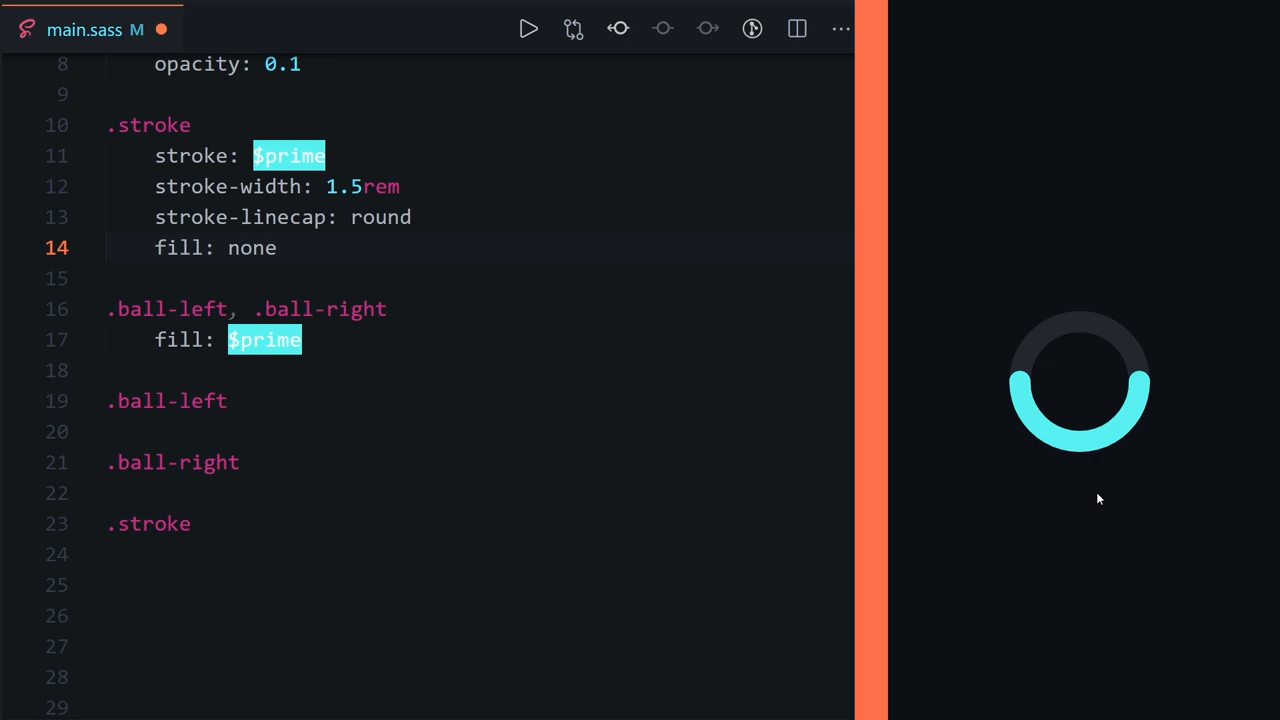 main.sass M
8 opacity: 0.1
9
10 .stroke
11 stroke: $prime
12 stroke-width: 1.5rem
13 stroke-linecap: round
14 fill: none
15
16 .ball-left, .ball-right
17 fill: $prime
18
19 .ball-left
20
21 .ball-right
22
23 .stroke
24
25
26
27
28
29